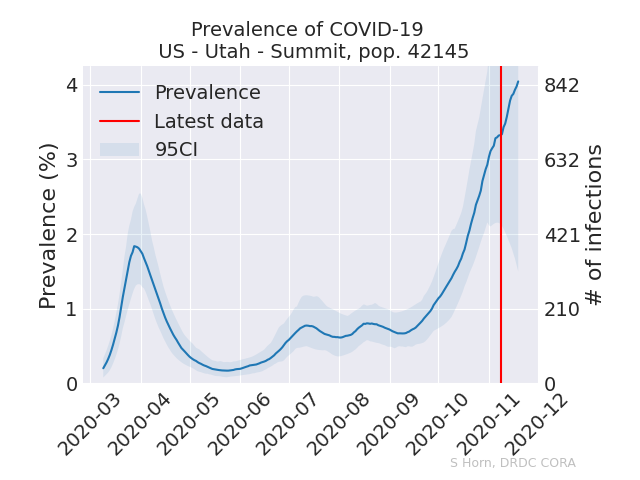 Prevalence of COVID-19
US - Utah - Summit, pop. 42145
Prevalence
Latest data
95CI
Prevalence (%)
4
3
2
1
0
842
632
421
210
0
# of infections
2020-03
2020-04
2020-05
2020-06
2020-07
2020-08
2020-09
2020-10
2020-11
2020-12
S Horn, DRDC CORA